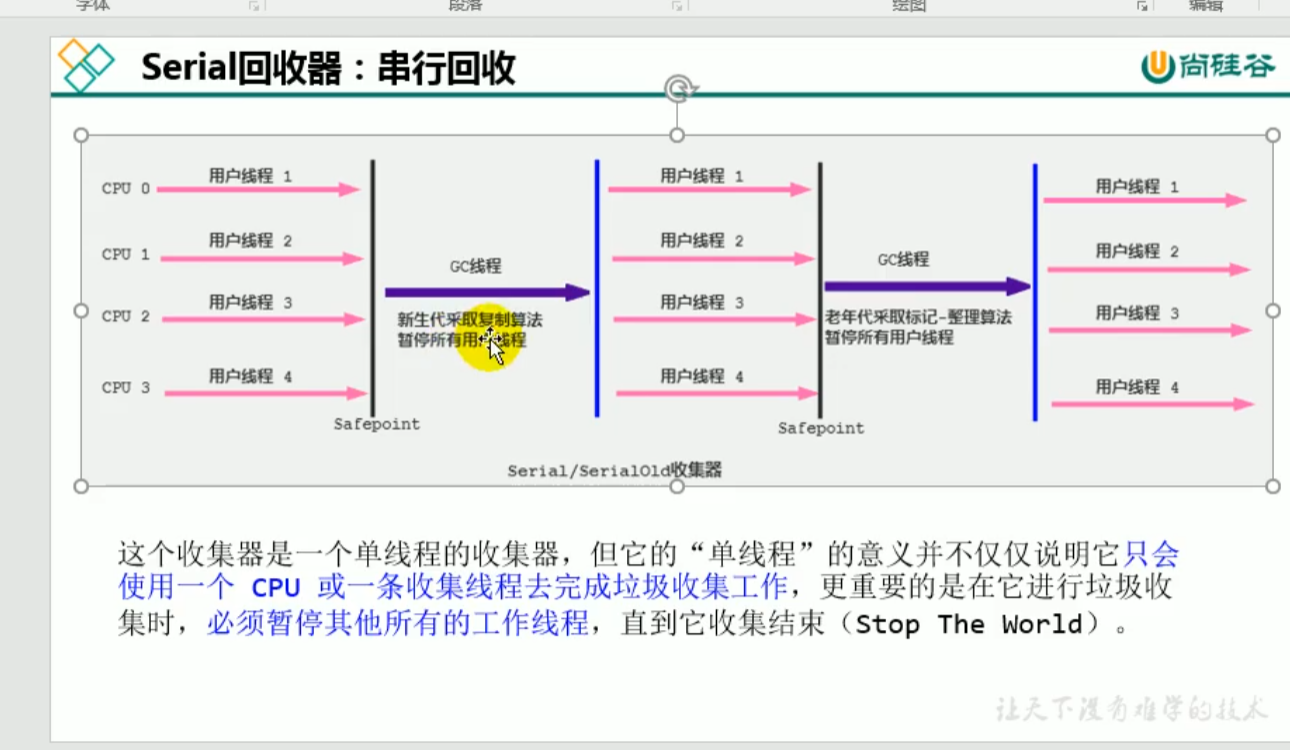 字体 段落 绘图 编辑
Serial回收器：串行回收
尚硅谷
CPU 0 用户线程 1 用户线程 1 用户线程 1
CPU 1 用户线程 2 用户线程 2 用户线程 2
GC线程 GC线程
CPU 2 用户线程 3 用户线程 3 用户线程 3
新生代采取复制算法 老年代采取标记-整理算法
暂停所有用户线程 暂停所有用户线程
CPU 3 用户线程 4 用户线程 4 用户线程 4
Safepoint Safepoint
Serial/SerialOld收集器
这个收集器是一个单线程的收集器，但它的“单线程”的意义并不仅仅说明它只会
使用一个 CPU 或一条收集线程去完成垃圾收集工作，更重要的是在它进行垃圾收
集时，必须暂停其他所有的工作线程，直到它收集结束（Stop The World）。
让天下没有难学的技术